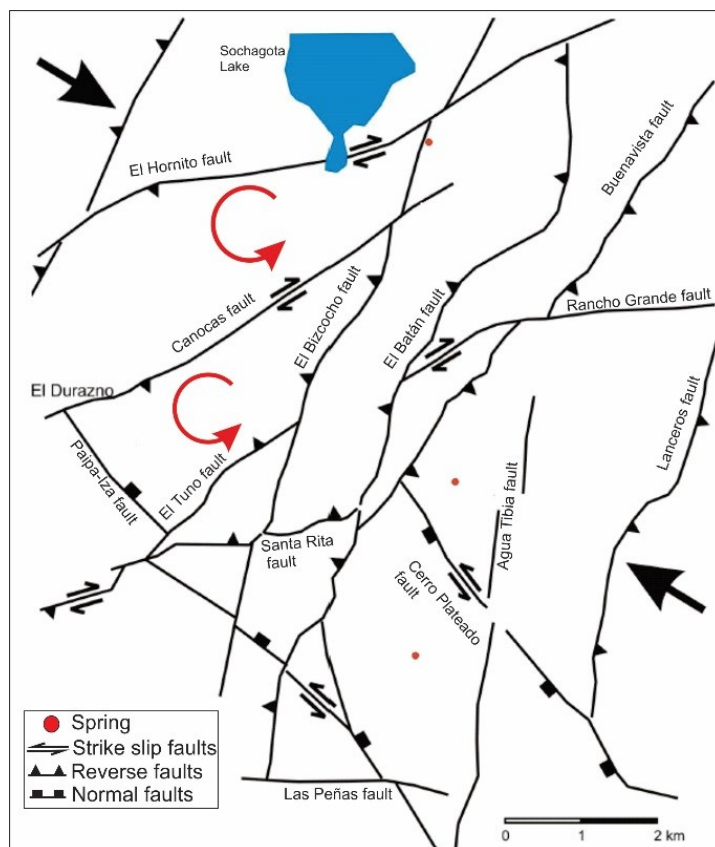 Sochagota
Lake
El Hornito fault
Buenavista fault
Canocas fault
El Bizcocho fault
El Batán fault
Rancho Grande fault
El Durazno
Paipa-Iza fault
El Tuno fault
Lanceros fault
Agua Tibia fault
Santa Rita
fault
Cerro Plateado
fault
Spring
Strike slip faults
Reverse faults
Normal faults
Las Peñas fault
0 1 2 km